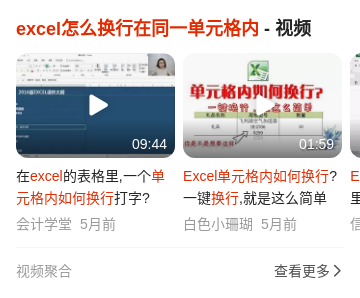 excel怎么换行在同一单元格内 - 视频
09:44
单元格内如何换行?
一键换行
么简单
01:59
在excel的表格里,一个单
元格内如何换行打字?
会计学堂 5月前
Excel单元格内如何换行?
一键换行,就是这么简单
白色小珊瑚 5月前
E
信
视频聚合
查看更多